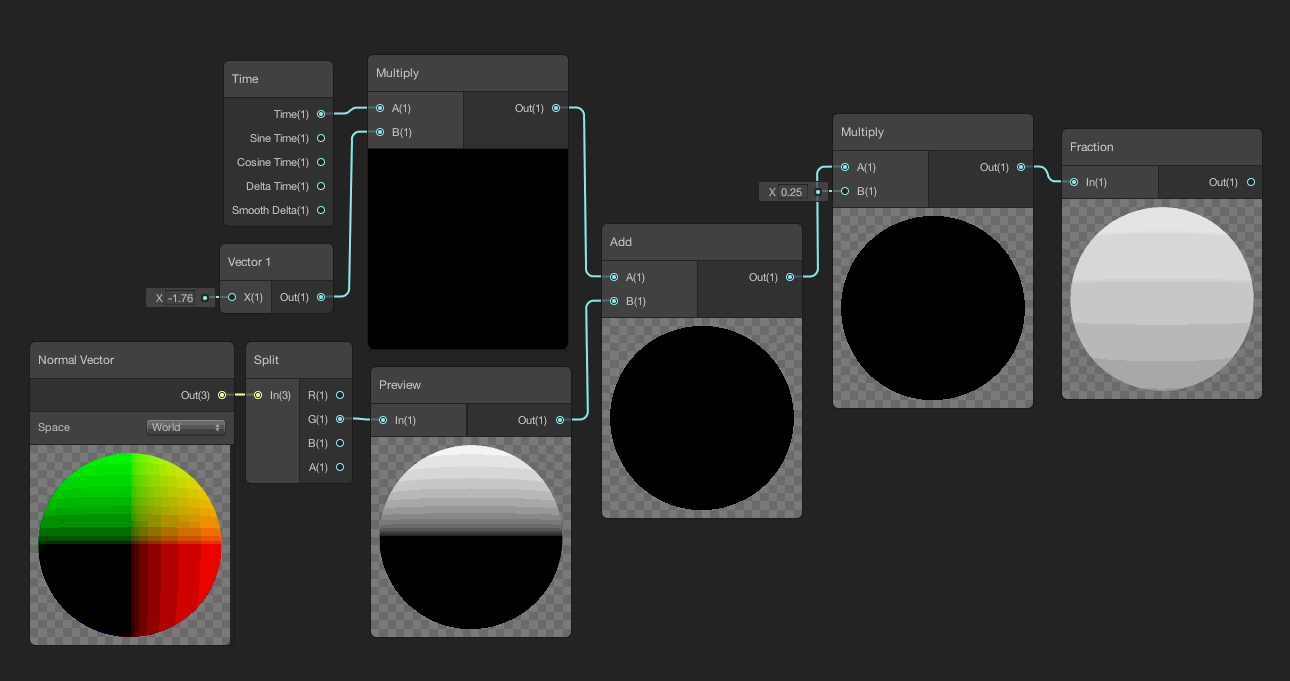 Time
Time(1)
Sine Time(1)
Cosine Time(1)
Delta Time(1)
Smooth Delta(1)
Multiply
A(1) Out(1)
B(1)
Vector 1
X -1.76 X(1) Out(1)
Normal Vector
Out(3)
Space World
Split
In(3) R(1)
G(1)
B(1)
A(1)
Preview
In(1) Out(1)
Add
A(1) Out(1)
B(1)
Multiply
A(1) Out(1)
X 0.25 B(1)
Fraction
In(1) Out(1)